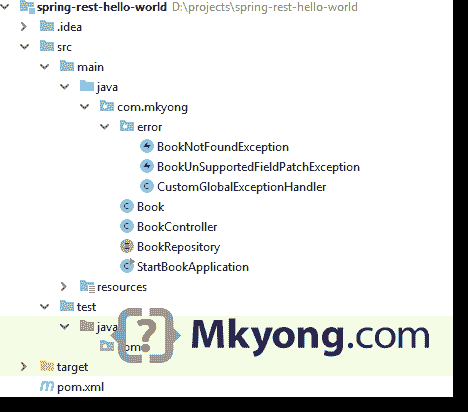 spring-rest-hello-world D:\projects\spring-rest-hello-world
.idea
src
main
java
com.mkyong
error
BookNotFoundException
BookUnSupportedFieldPatchException
CustomGlobalExceptionHandler
Book
BookController
BookRepository
StartBookApplication
resources
test
java
{?} Mkyong.com
target
pom.xml